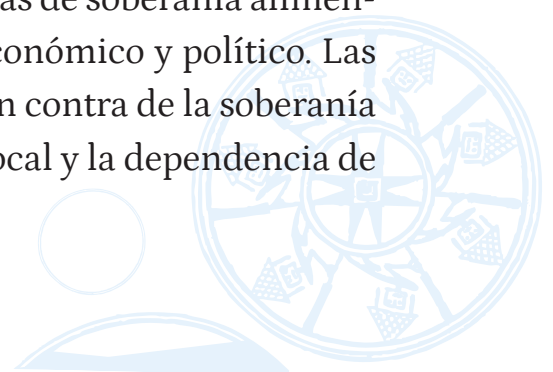 as de soberanía alimen-
conómico y político. Las
n contra de la soberanía
ocal y la dependencia de